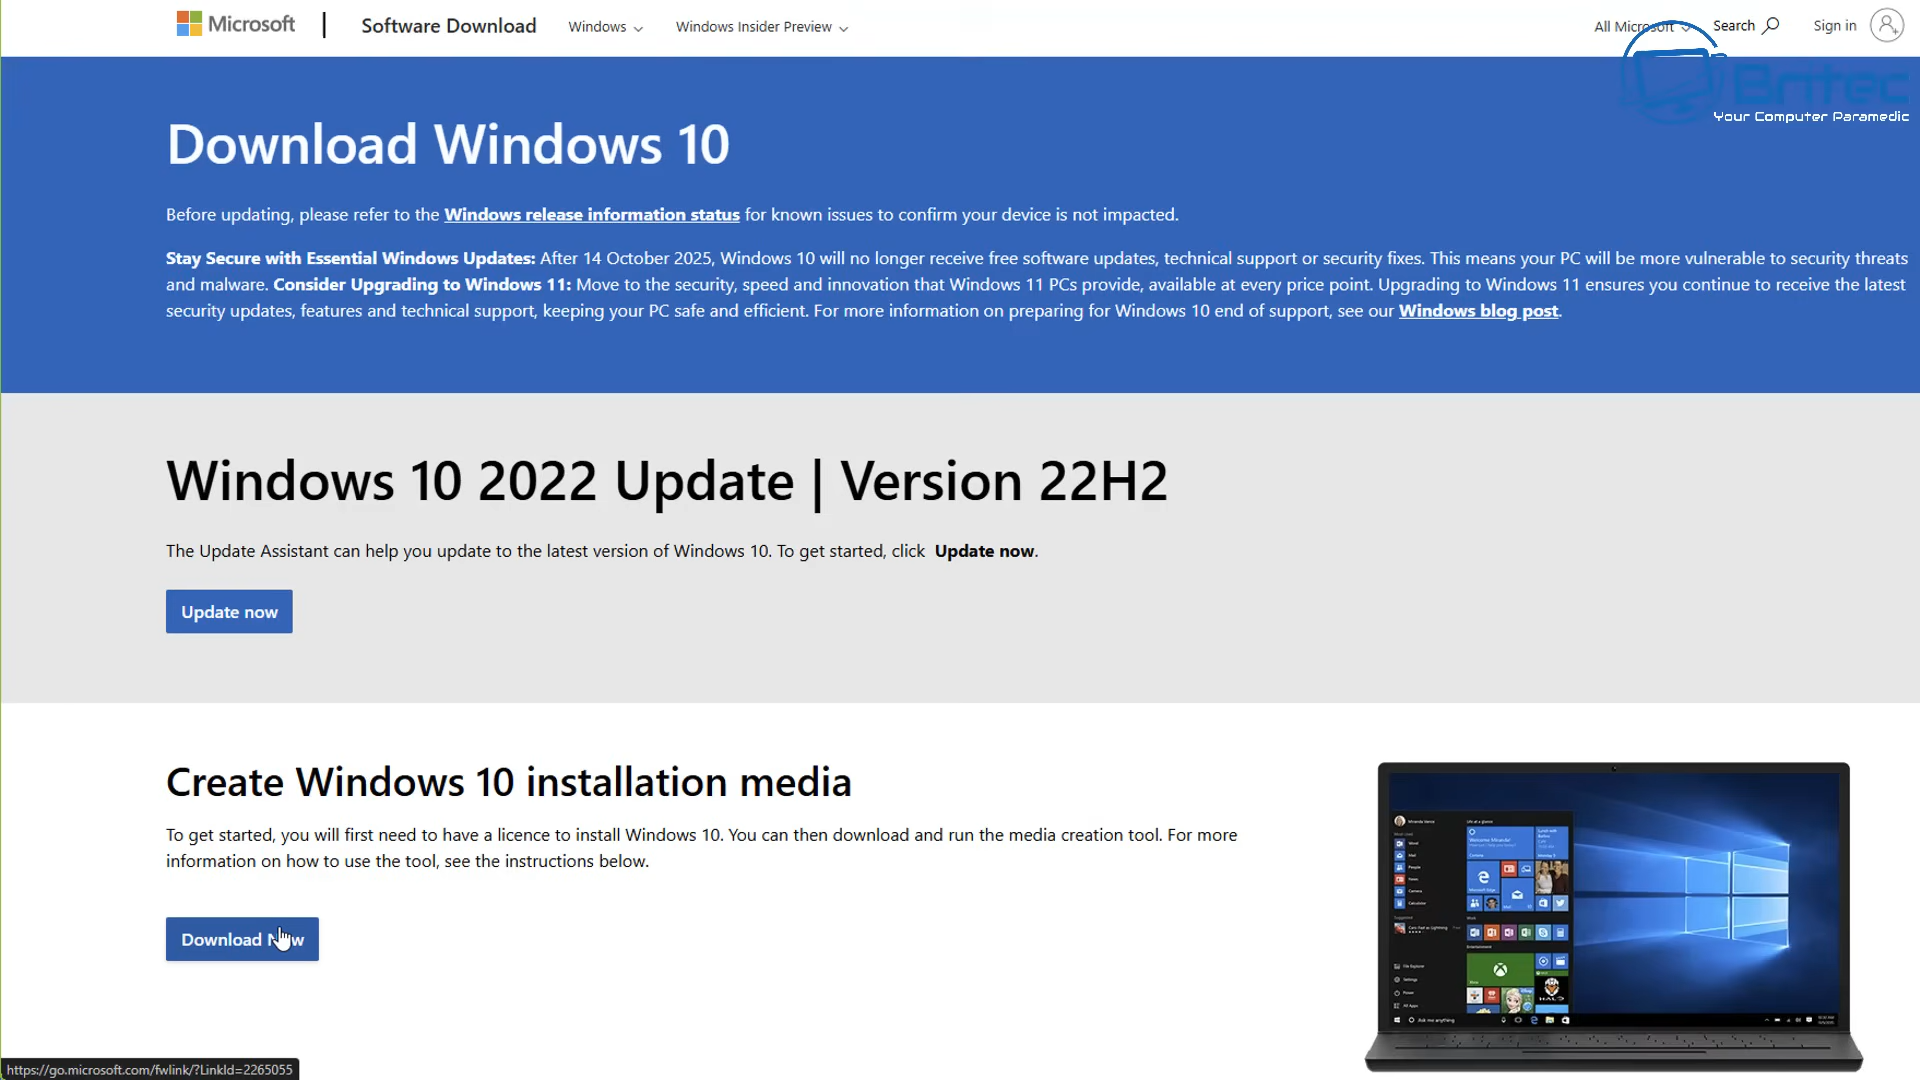 Microsoft
Software Download
Windows
Windows Insider Preview
All Microsoft
Search
Sign in
Britec
Your Computer Paramedic
Download Windows 10
Before updating, please refer to the Windows release information status for known issues to confirm your device is not impacted.
Stay Secure with Essential Windows Updates: After 14 October 2025, Windows 10 will no longer receive free software updates, technical support or security fixes. This means your PC will be more vulnerable to security threats
and malware. Consider Upgrading to Windows 11: Move to the security, speed and innovation that Windows 11 PCs provide, available at every price point. Upgrading to Windows 11 ensures you continue to receive the latest
security updates, features and technical support, keeping your PC safe and efficient. For more information on preparing for Windows 10 end of support, see our Windows blog post.
Windows 10 2022 Update | Version 22H2
The Update Assistant can help you update to the latest version of Windows 10. To get started, click Update now.
Update now
Create Windows 10 installation media
To get started, you will first need to have a licence to install Windows 10. You can then download and run the media creation tool. For more
information on how to use the tool, see the instructions below.
Download Now
https://go.microsoft.com/fwlink/?LinkId=2265055